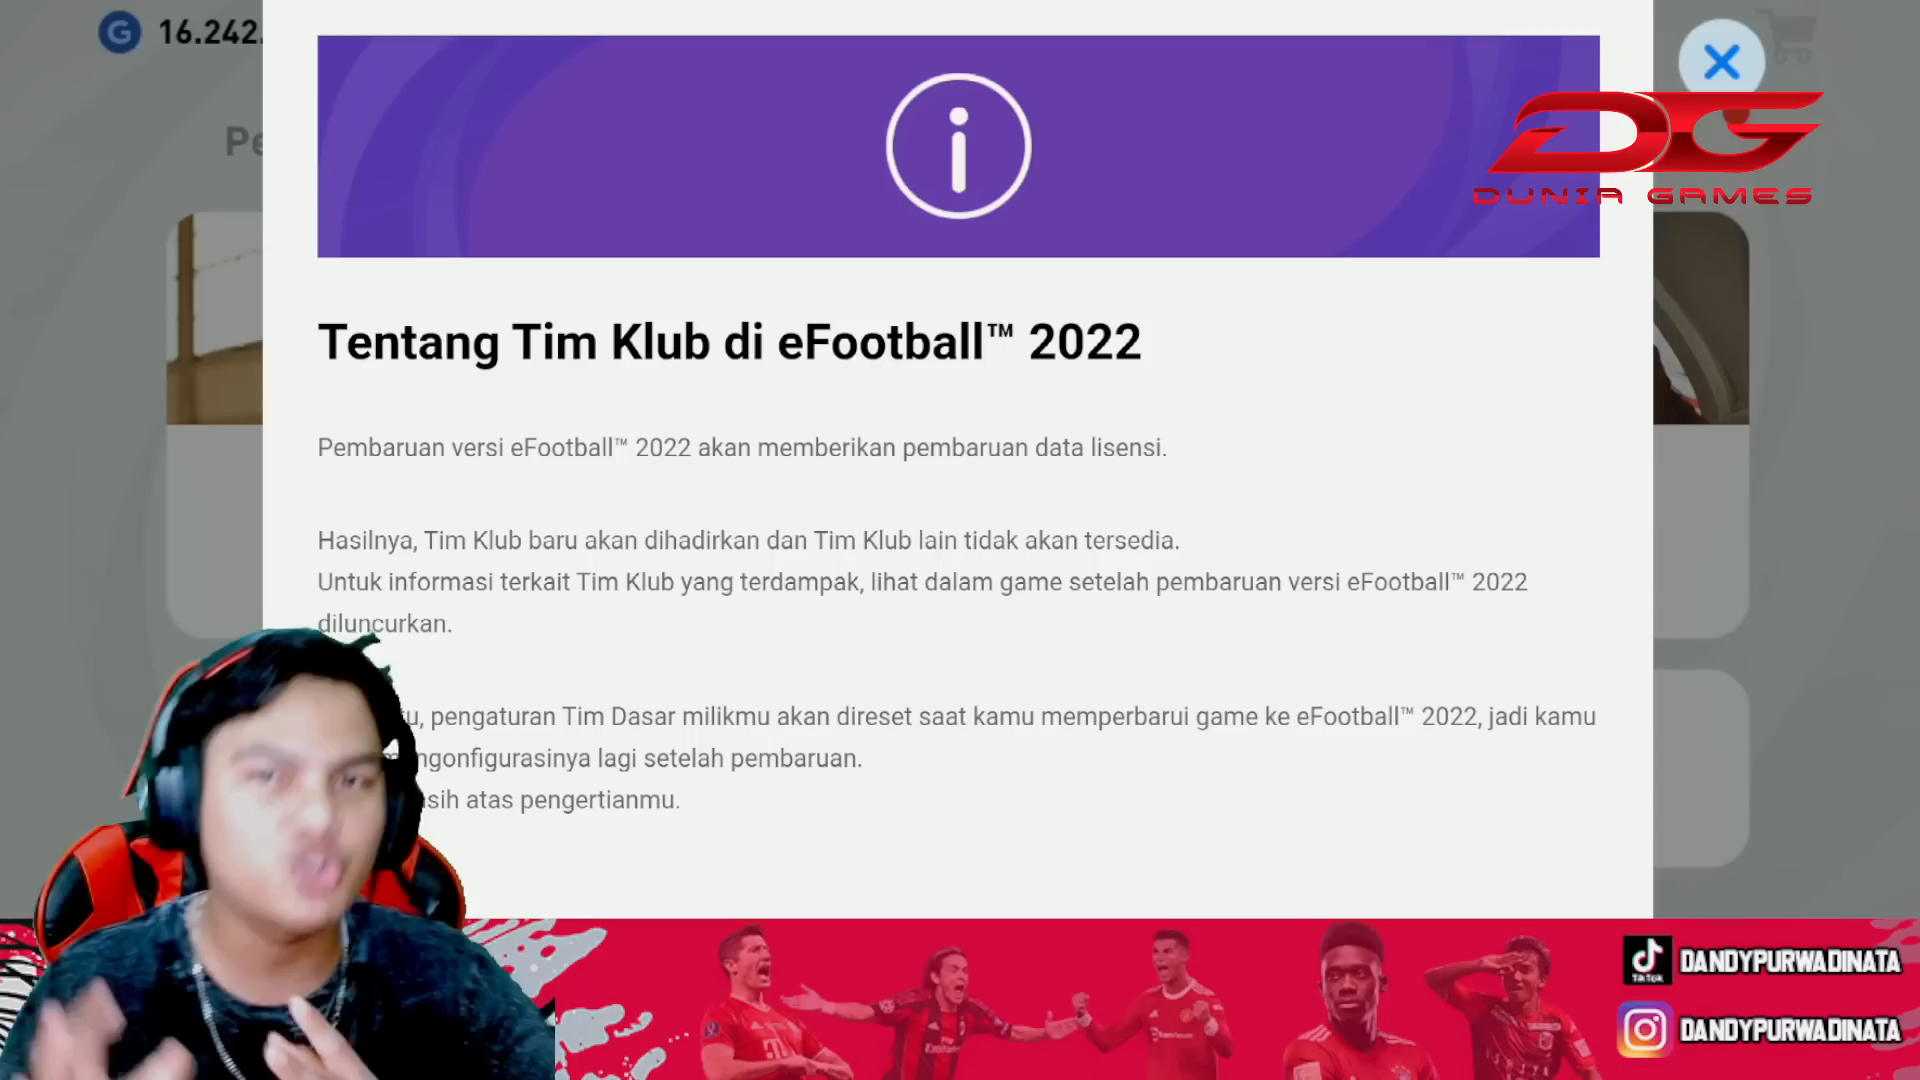 16.242.
Pe
DG
DUNIA GAMES
Tentang Tim Klub di eFootball™ 2022
Pembaruan versi eFootball™ 2022 akan memberikan pembaruan data lisensi.
Hasilnya, Tim Klub baru akan dihadirkan dan Tim Klub lain tidak akan tersedia.
Untuk informasi terkait Tim Klub yang terdampak, lihat dalam game setelah pembaruan versi eFootball™ 2022
diluncurkan.
pengaturan Tim Dasar milikmu akan direset saat kamu memperbarui game ke eFootball™ 2022, jadi kamu
ngonfigurasinya lagi setelah pembaruan.
sih atas pengertianmu.
TikTok
DANDYPURWADINATA
DANDYPURWADINATA